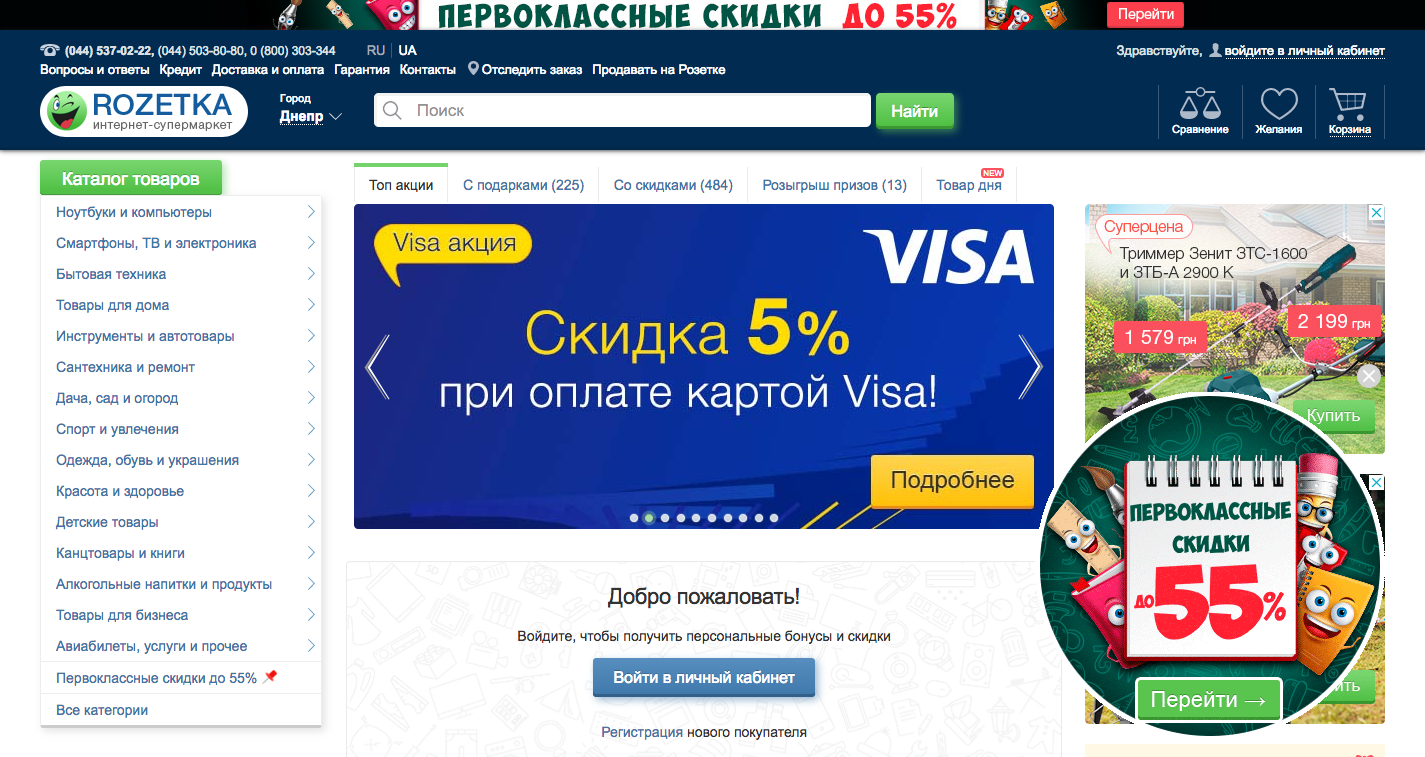 ПЕРВОКЛАССНЫЕ СКИДКИ ДО 55%
Перейти
(044) 537-02-22, (044) 503-80-80, 0 (800) 303-344
RU | UA
Здравствуйте, войдите в личный кабинет
Вопросы и ответы Кредит Доставка и оплата Гарантия Контакты Отследить заказ Продавать на Розетке
ROZETKA
интернет-супермаркет
Город
Днепр
Поиск
Найти
Сравнение
Желания
Корзина
Каталог товаров
Ноутбуки и компьютеры
Смартфоны, ТВ и электроника
Бытовая техника
Товары для дома
Инструменты и автотовары
Сантехника и ремонт
Дача, сад и огород
Спорт и увлечения
Одежда, обувь и украшения
Красота и здоровье
Детские товары
Канцтовары и книги
Алкогольные напитки и продукты
Товары для бизнеса
Авиабилеты, услуги и прочее
Первоклассные скидки до 55%
Все категории
Топ акции
С подарками (225)
Со скидками (484)
Розыгрыш призов (13)
Товар дня
NEW
Visa акция
VISA
Скидка 5%
при оплате картой Visa!
Подробнее
Добро пожаловать!
Войдите, чтобы получить персональные бонусы и скидки
Войти в личный кабинет
Регистрация нового покупателя
Суперцена
Триммер Зенит ЗТС-1600
и ЗТБ-А 2900 К
1 579 грн
2 199 грн
Купить
ПЕРВОКЛАССНЫЕ
СКИДКИ
ДО 55%
Перейти →